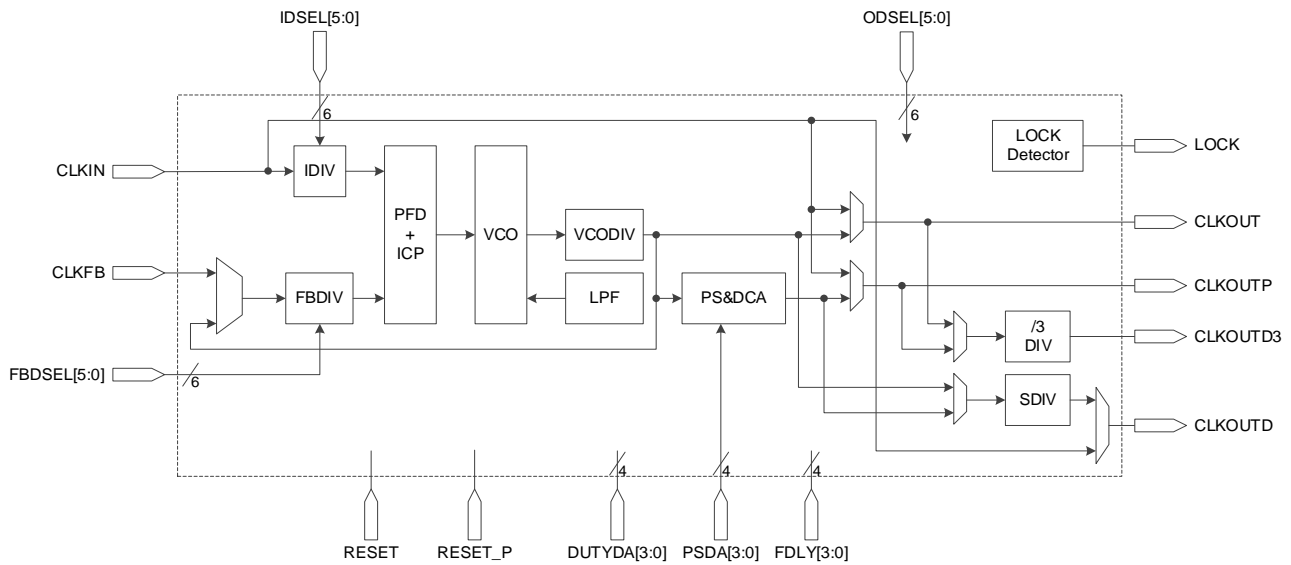 IDSEL[5:0]
ODSEL[5:0]
6
6
LOCK
Detector
LOCK
CLKIN
IDIV
PFD
+
ICP
VCO
VCODIV
CLKOUT
CLKFB
FBDIV
LPF
PS&DCA
CLKOUTP
/3
DIV
CLKOUTD3
FBDSEL[5:0]
6
SDIV
CLKOUTD
4
4
4
RESET
RESET_P
DUTYDA[3:0]
PSDA[3:0]
FDLY[3:0]